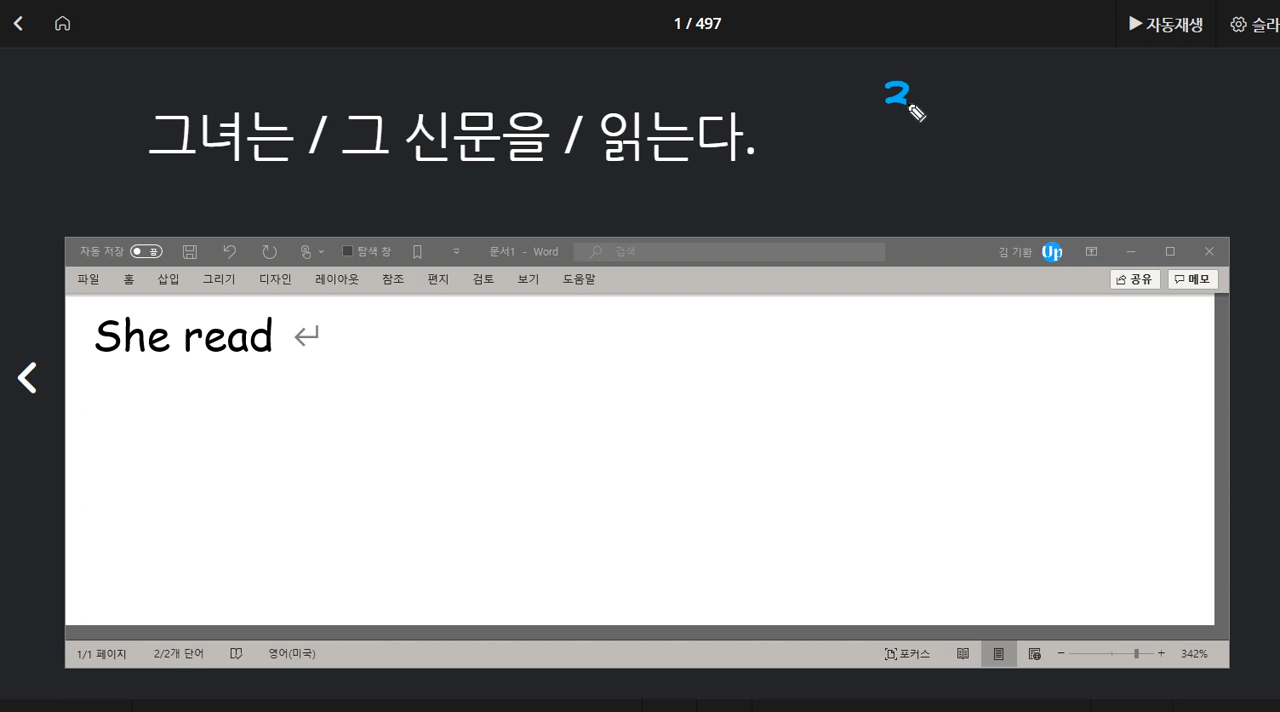 1 / 497
▶ 자동재생
슬라
2
그녀는 / 그 신문을 / 읽는다.
자동 저장 끔
탐색 창
문서1 - Word
검색
김 기환
Up
파일 홈 삽입 그리기 디자인 레이아웃 참조 편지 검토 보기 도움말
공유
메모
She read ↵
1/1 페이지
2/2개 단어
영어(미국)
포커스
− +
342%